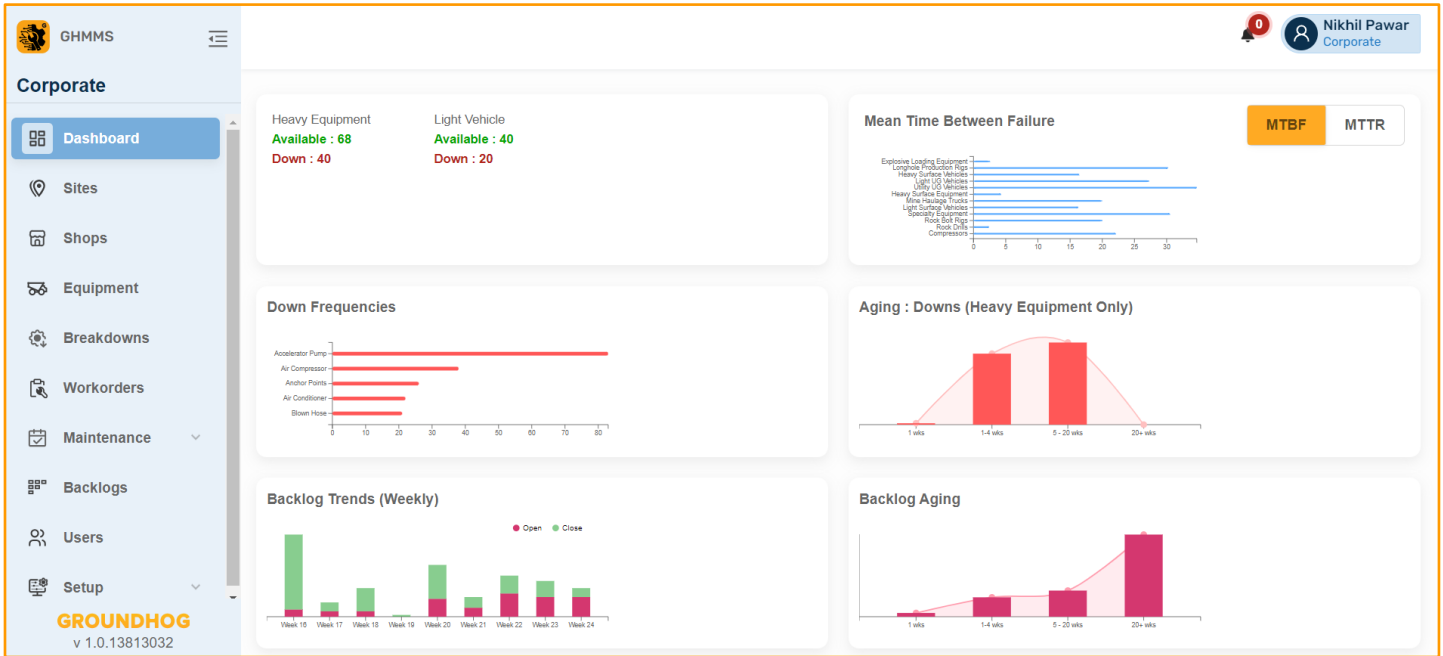 GHMMS
Corporate
Dashboard
Sites
Shops
Equipment
Breakdowns
Workorders
Maintenance
Backlogs
Users
Setup
GROUNDHOG
v 1.0.13813032
0
Nikhil Pawar
Corporate
Heavy Equipment
Available : 68
Down : 40
Light Vehicle
Available : 40
Down : 20
Mean Time Between Failure
MTBF
MTTR
Explosive Loading Equipment
Longhole Production Rigs
Heavy Surface Vehicles
Light UG Vehicles
Utility UG Vehicles
Heavy Surface Equipment
Mine Haulage Trucks
Light Surface Vehicles
Specialty Equipment
Rock Bolt Rigs
Rock Drills
Compressors
0 5 10 15 20 25 30
Down Frequencies
Accelerator Pump
Air Compressor
Anchor Points
Air Conditioner
Blown Hose
0 10 20 30 40 50 60 70 80
Aging : Downs (Heavy Equipment Only)
1 wks 1-4 wks 5 - 20 wks 20+ wks
Backlog Trends (Weekly)
Open Close
Week 16 Week 17 Week 18 Week 19 Week 20 Week 21 Week 22 Week 23 Week 24
Backlog Aging
1 wks 1-4 wks 5 - 20 wks 20+ wks